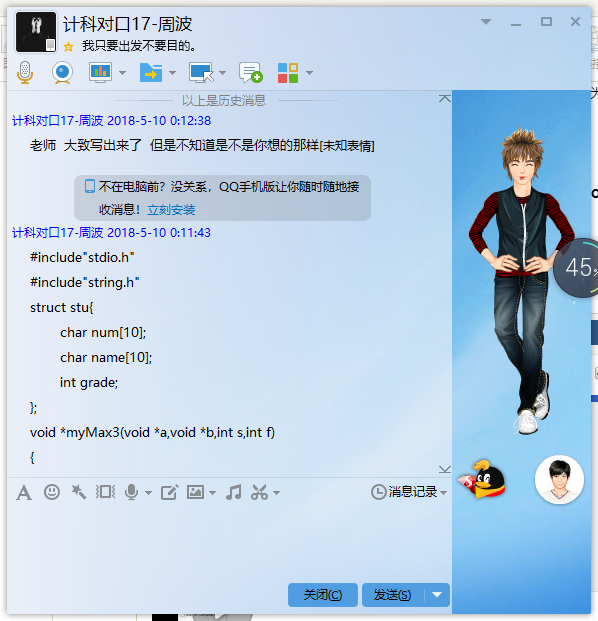 计科对口17-周波
我只要出发不要目的。
以上是历史消息
计科对口17-周波 2018-5-10 0:12:38
老师  大致写出来了  但是不知道是不是你想的那样[未知表情]
不在电脑前？没关系，QQ手机版让你随时随地接
收消息！立刻安装
计科对口17-周波 2018-5-10 0:11:43
#include"stdio.h"
#include"string.h"
struct stu{
char num[10];
char name[10];
int grade;
};
void *myMax3(void *a,void *b,int s,int f)
{
45%
消息记录
关闭(C)
发送(S)